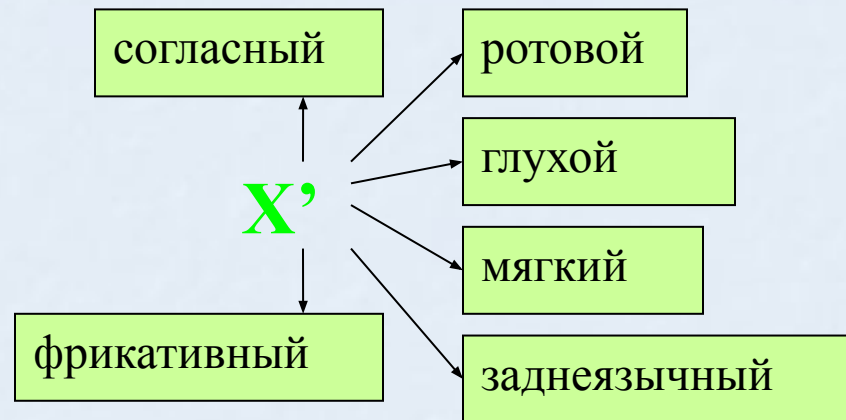 согласный
ротовой
глухой
х’
мягкий
фрикативный
заднеязычный